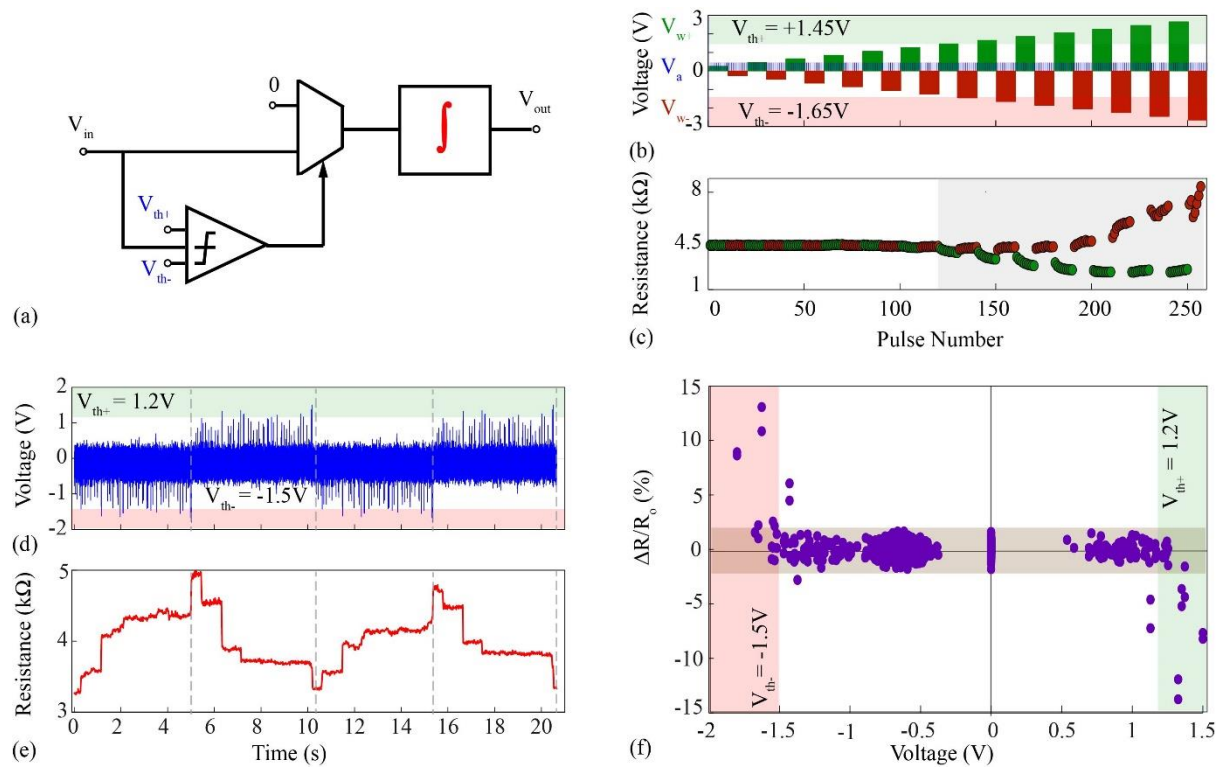 0
V_in
V_out
∫
V_th+
V_th-
(a)
V_w+
V_a
V_w-
Voltage (V)
3
0
-3
V_th+ = +1.45V
V_th- = -1.65V
(b)
Resistance (kΩ)
8
4.5
1
0 50 100 150 200 250
(c)
Pulse Number
Voltage (V)
2
1
0
-1
-2
V_th+ = 1.2V
V_th- = -1.5V
(d)
Resistance (kΩ)
5
4
3
0 2 4 6 8 10 12 14 16 18 20
(e)
Time (s)
ΔR/R_o (%)
15
10
5
0
-5
-10
-15
V_th- = -1.5V
V_th+ = 1.2V
-2 -1.5 -1 -0.5 0 0.5 1 1.5
Voltage (V)
(f)